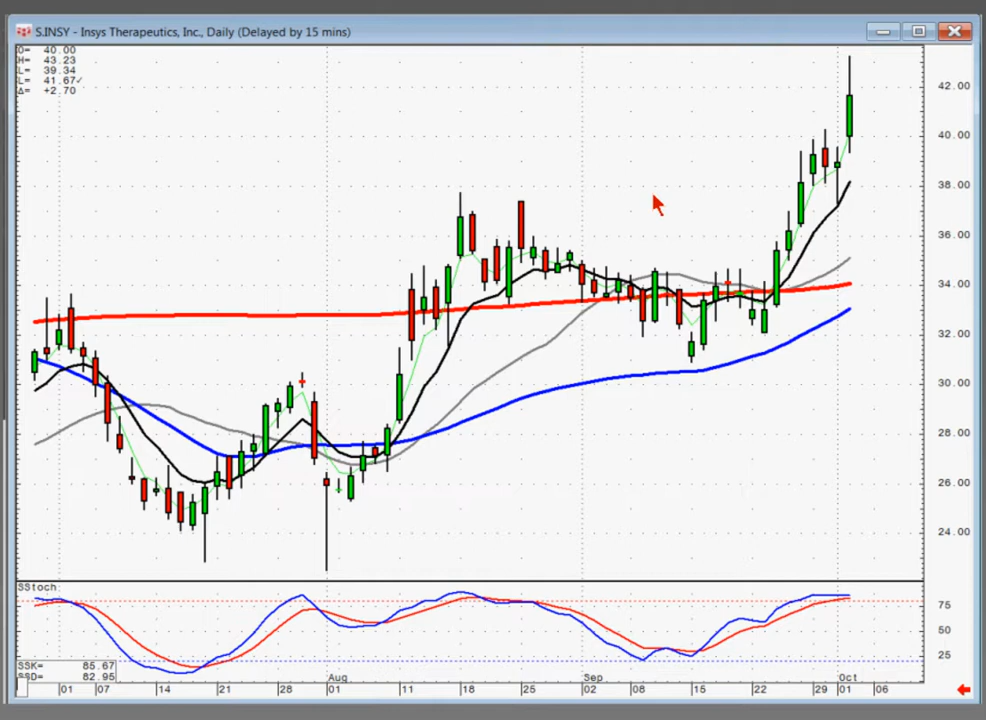 S.INSY - Insys Therapeutics, Inc., Daily (Delayed by 15 mins)
O= 40.00
H= 43.23
L= 39.34
L= 41.67✓
Δ= +2.70
42.00
40.00
38.00
36.00
34.00
32.00
30.00
28.00
26.00
24.00
SStoch
75
50
25
SSK= 85.67
SSD= 82.95
Aug Sep Oct
01 07 14 21 28 01 11 18 25 02 08 15 22 29 01 06